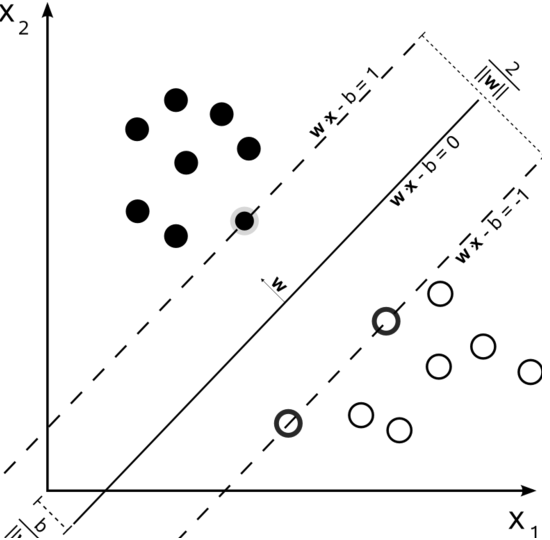 X2
2
||w||
w x - b = 1
w x - b = 0
w x - b = -1
w
b
X1